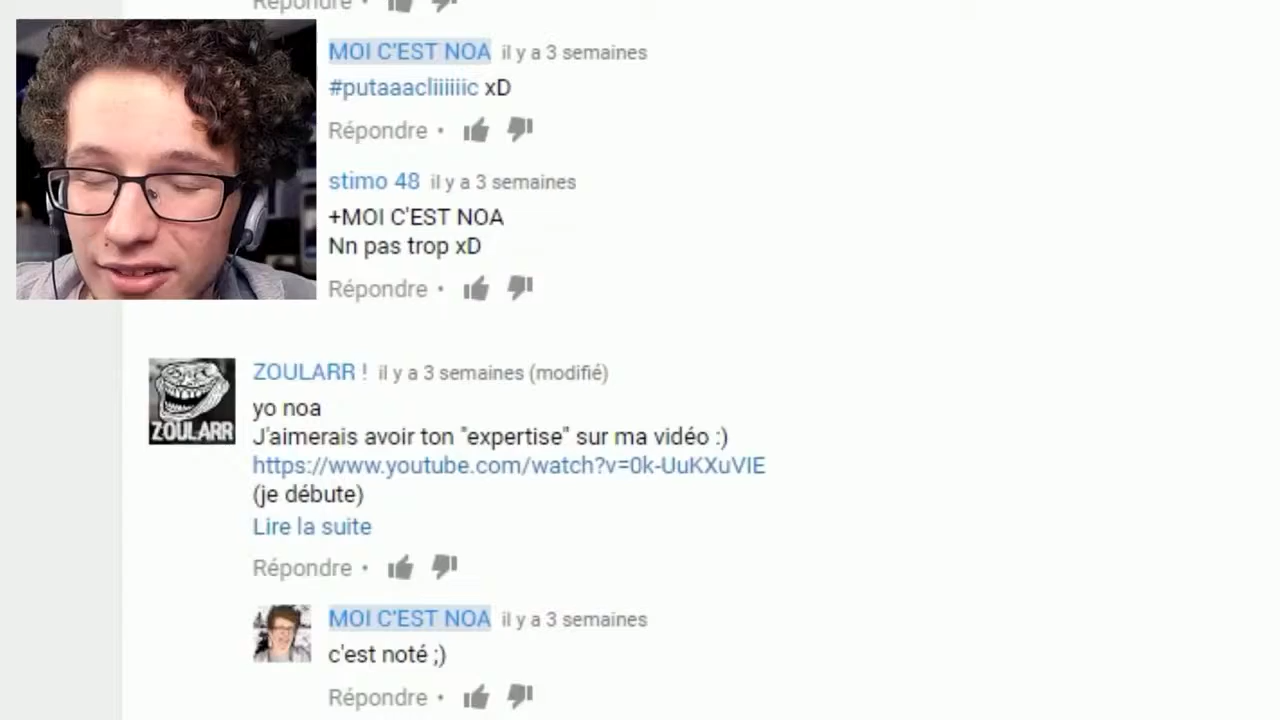 Répondre •
MOI C'EST NOA il y a 3 semaines
#putaaacliiiiiic xD
Répondre •
stimo 48 il y a 3 semaines
+MOI C'EST NOA
Nn pas trop xD
Répondre •
ZOULARR ! il y a 3 semaines (modifié)
ZOULARR
yo noa
J'aimerais avoir ton "expertise" sur ma vidéo :)
https://www.youtube.com/watch?v=0k-UuKXuVIE
(je débute)
Lire la suite
Répondre •
MOI C'EST NOA il y a 3 semaines
c'est noté ;)
Répondre •